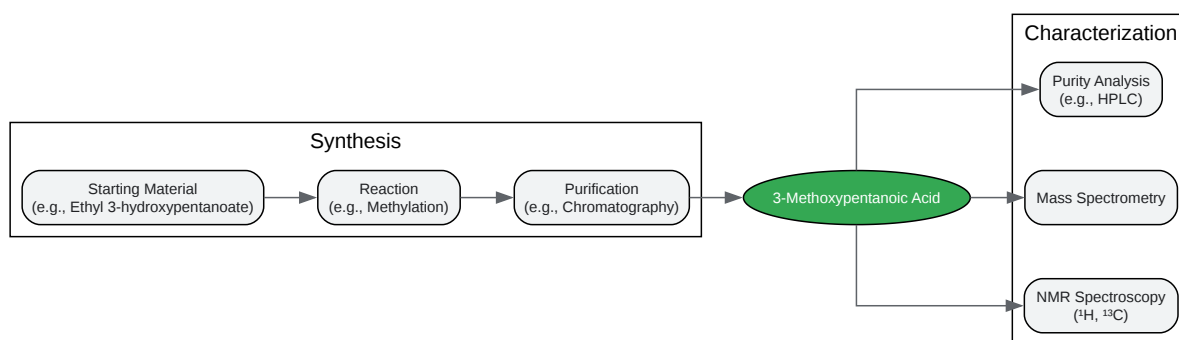 Synthesis
Starting Material
(e.g., Ethyl 3-hydroxypentanoate)
Reaction
(e.g., Methylation)
Purification
(e.g., Chromatography)
3-Methoxypentanoic Acid
Characterization
Purity Analysis
(e.g., HPLC)
Mass Spectrometry
NMR Spectroscopy
(¹H, ¹³C)